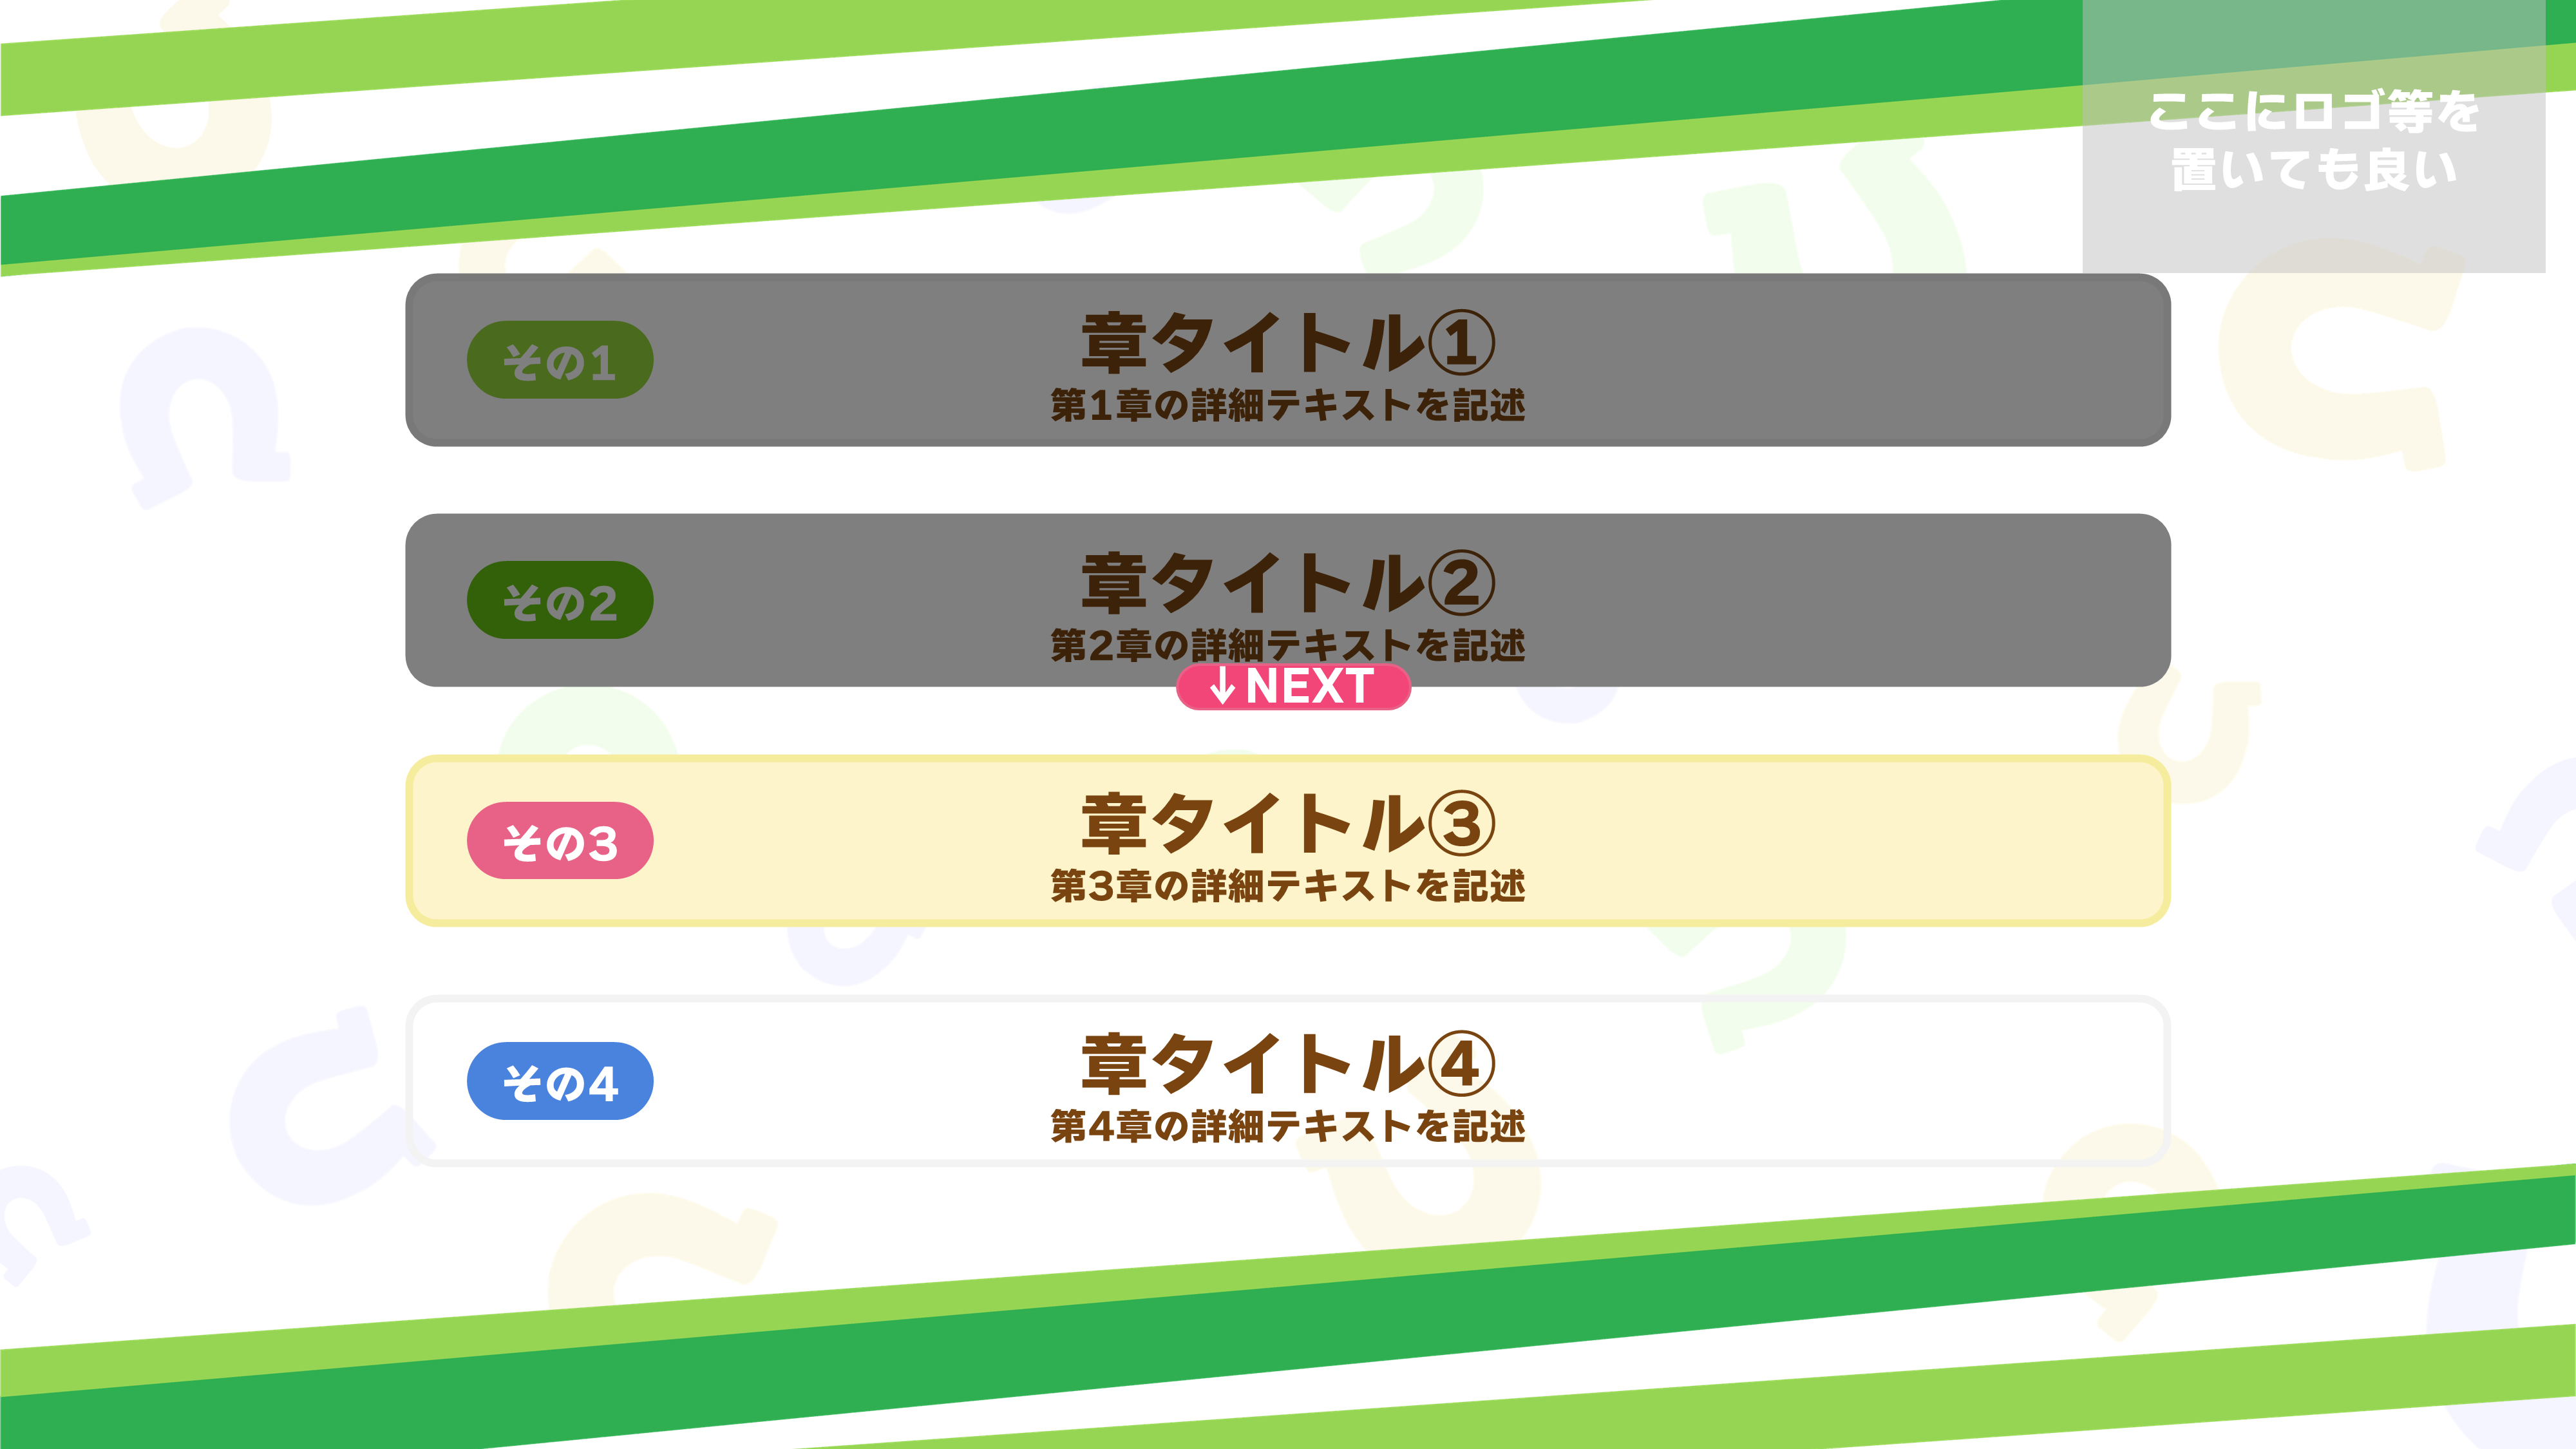 ここにロゴ等を
置いても良い
その1
章タイトル①
第1章の詳細テキストを記述
その2
章タイトル②
第2章の詳細テキストを記述
↓NEXT
その3
章タイトル③
第3章の詳細テキストを記述
その4
章タイトル④
第4章の詳細テキストを記述